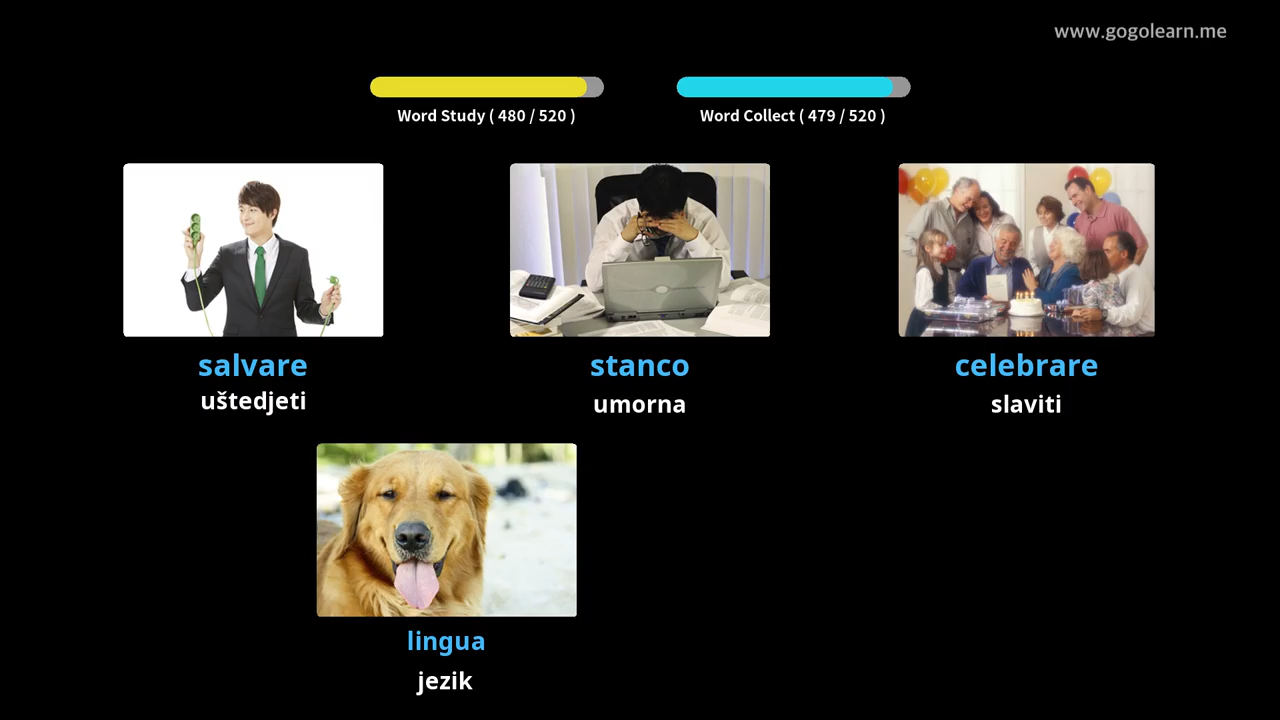 www.gogolearn.me
Word Study ( 480 / 520 )
Word Collect ( 479 / 520 )
salvare
uštedjeti
stanco
umorna
celebrare
slaviti
lingua
jezik